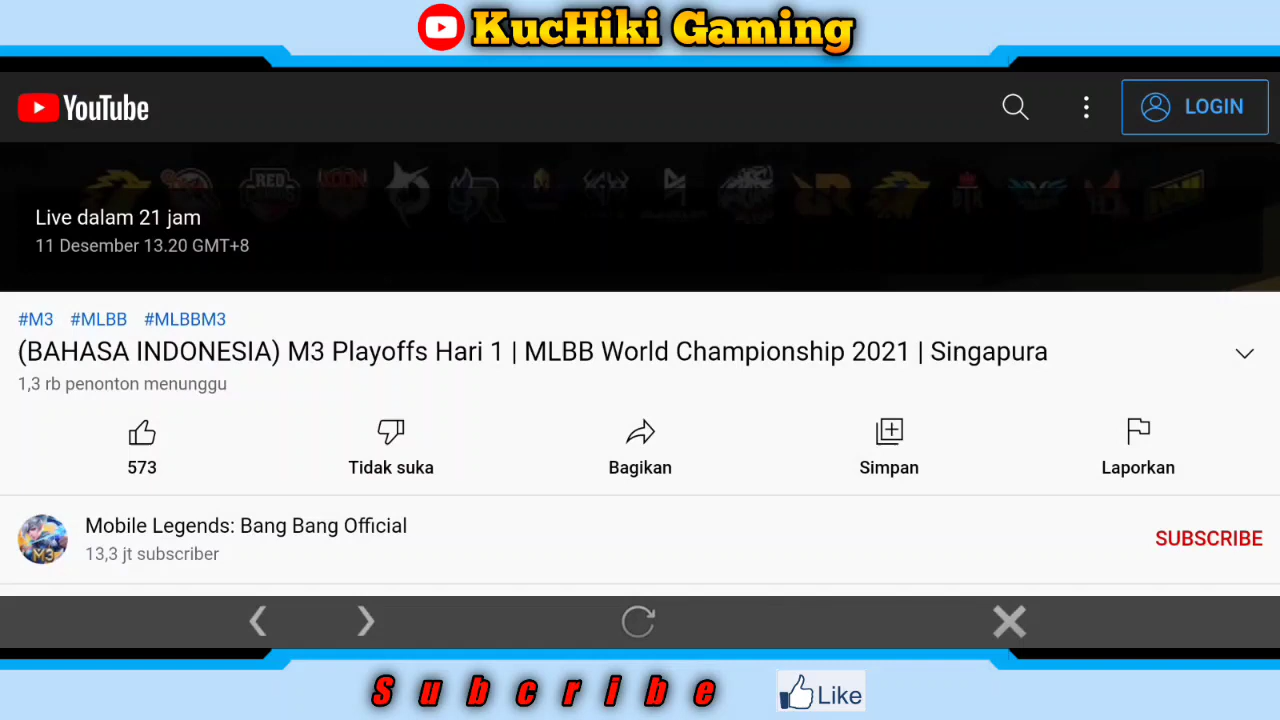 KucHiki Gaming
YouTube
LOGIN
Live dalam 21 jam
11 Desember 13.20 GMT+8
#M3 #MLBB #MLBBM3
(BAHASA INDONESIA) M3 Playoffs Hari 1 | MLBB World Championship 2021 | Singapura
1,3 rb penonton menunggu
573
Tidak suka
Bagikan
Simpan
Laporkan
Mobile Legends: Bang Bang Official
13,3 jt subscriber
SUBSCRIBE
Subcribe
Like